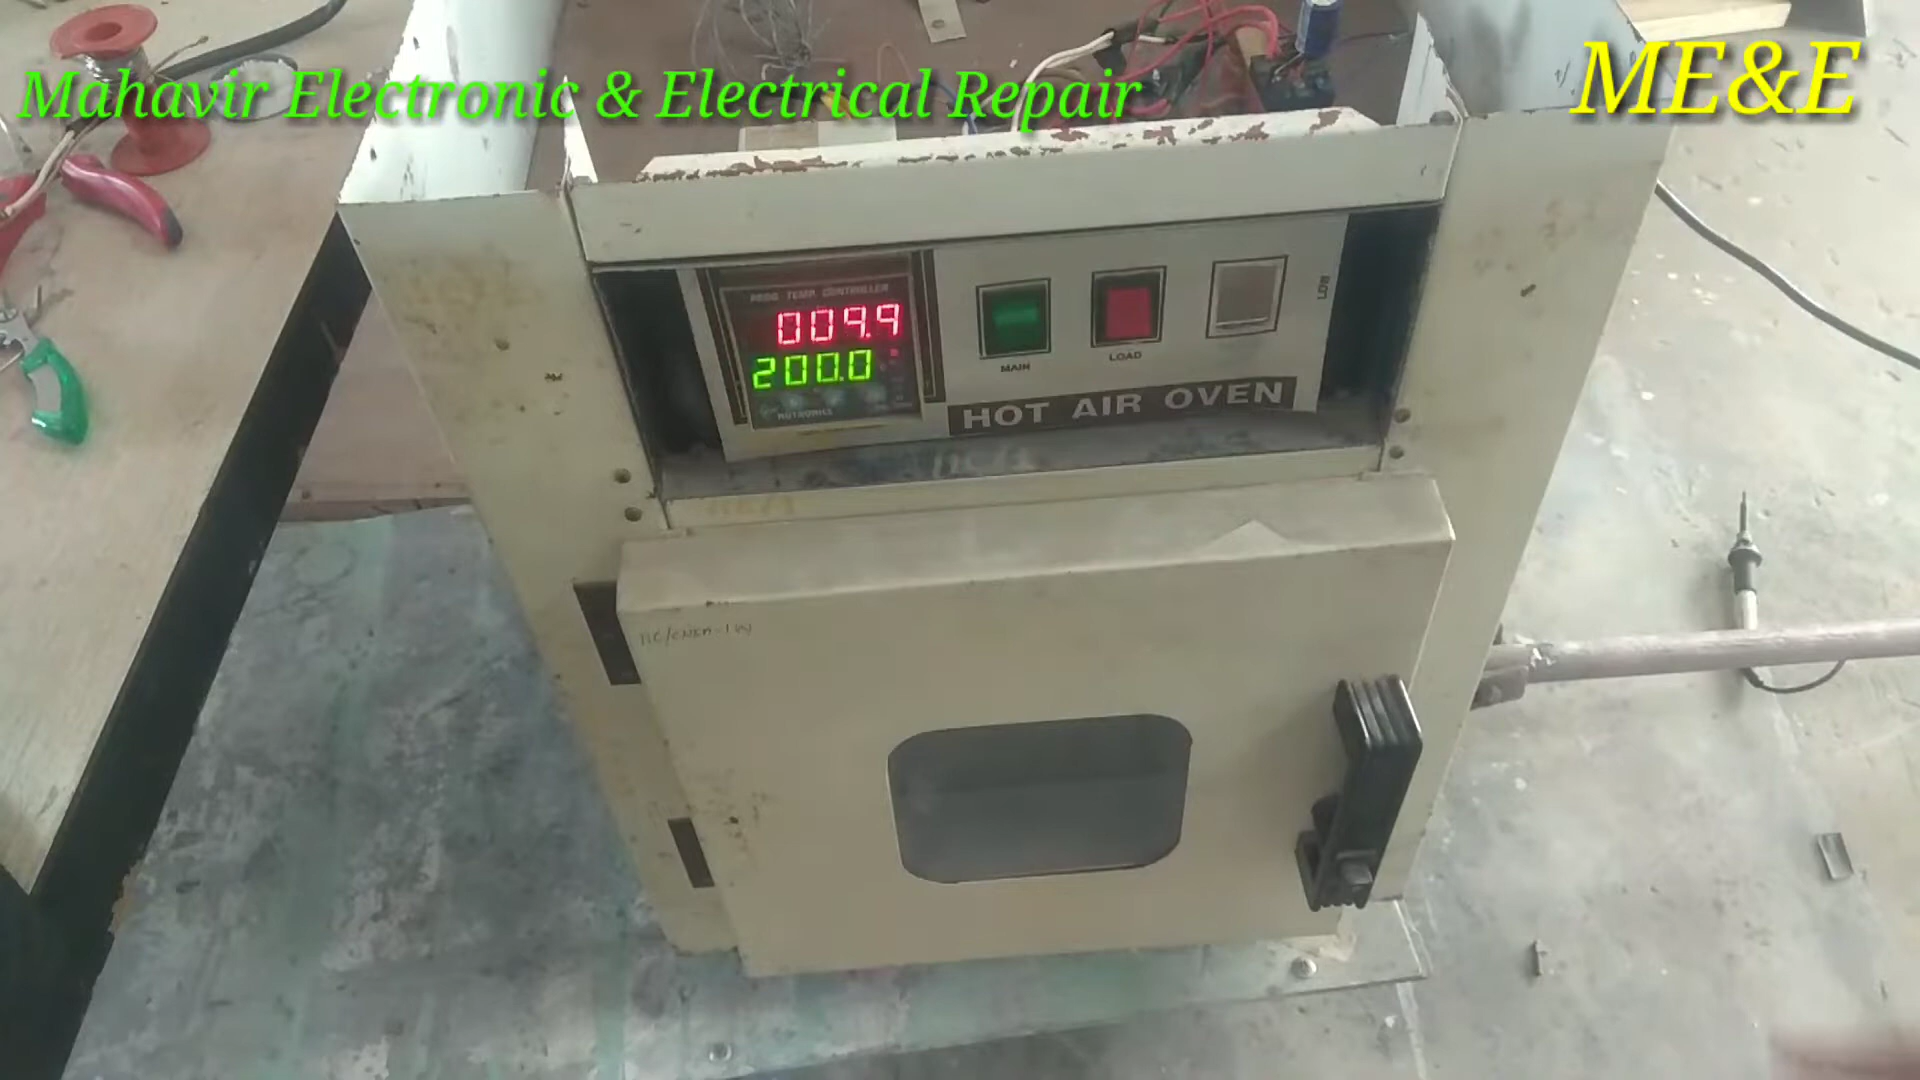 Mahavir Electronic & Electrical Repair
ME&E
PROG TEMP CONTROLLER
009.9
200.0
MAIN
LOAD
HOT AIR OVEN